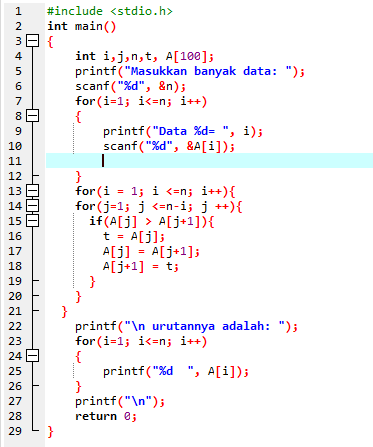 1 #include <stdio.h>
2 int main()
3 {
4 int i,j,n,t, A[100];
5 printf("Masukkan banyak data: ");
6 scanf("%d", &n);
7 for(i=1; i<=n; i++)
8 {
9 printf("Data %d= ", i);
10 scanf("%d", &A[i]);
11
12 }
13 for(i = 1; i <=n; i++){
14 for(j=1; j <=n-i; j ++){
15 if(A[j] > A[j+1]){
16 t = A[j];
17 A[j] = A[j+1];
18 A[j+1] = t;
19 }
20 }
21 }
22 printf("\n urutannya adalah: ");
23 for(i=1; i<=n; i++)
24 {
25 printf("%d  ", A[i]);
26 }
27 printf("\n");
28 return 0;
29 }